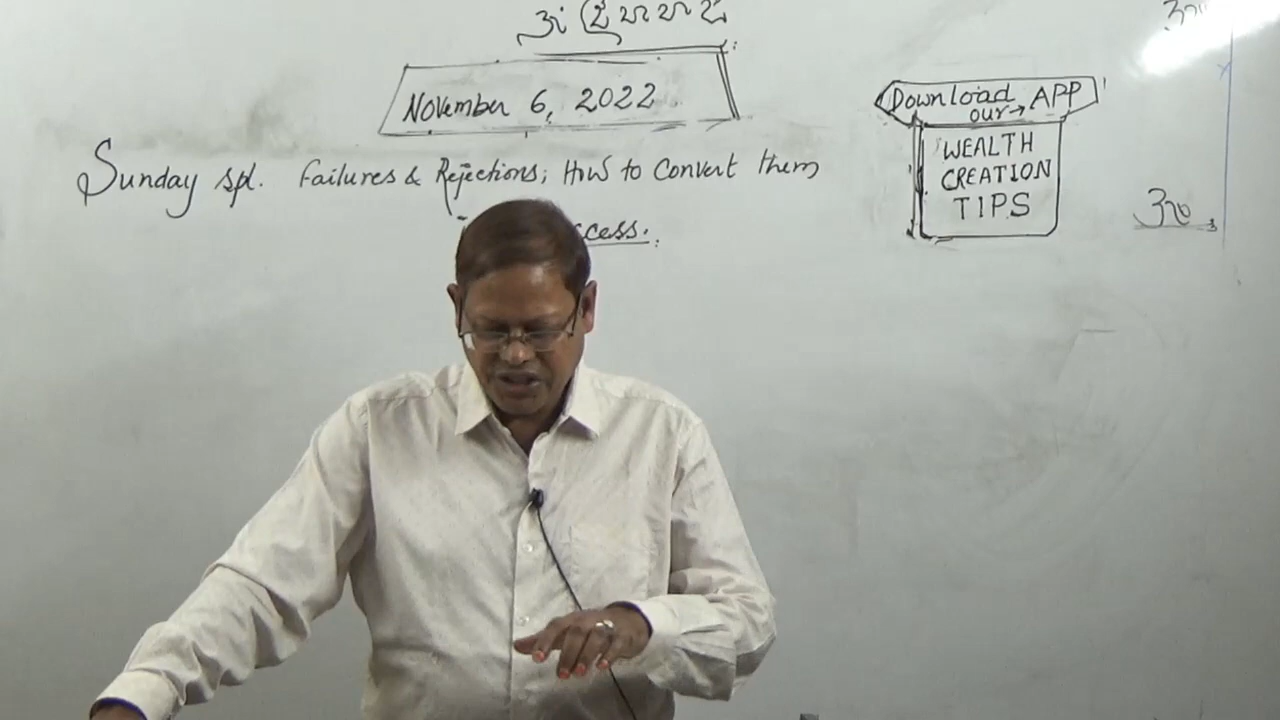 November 6, 2022
Sunday spl. Failures & Rejections; How to Convert them
Download
our → APP
WEALTH
CREATION
TIPS